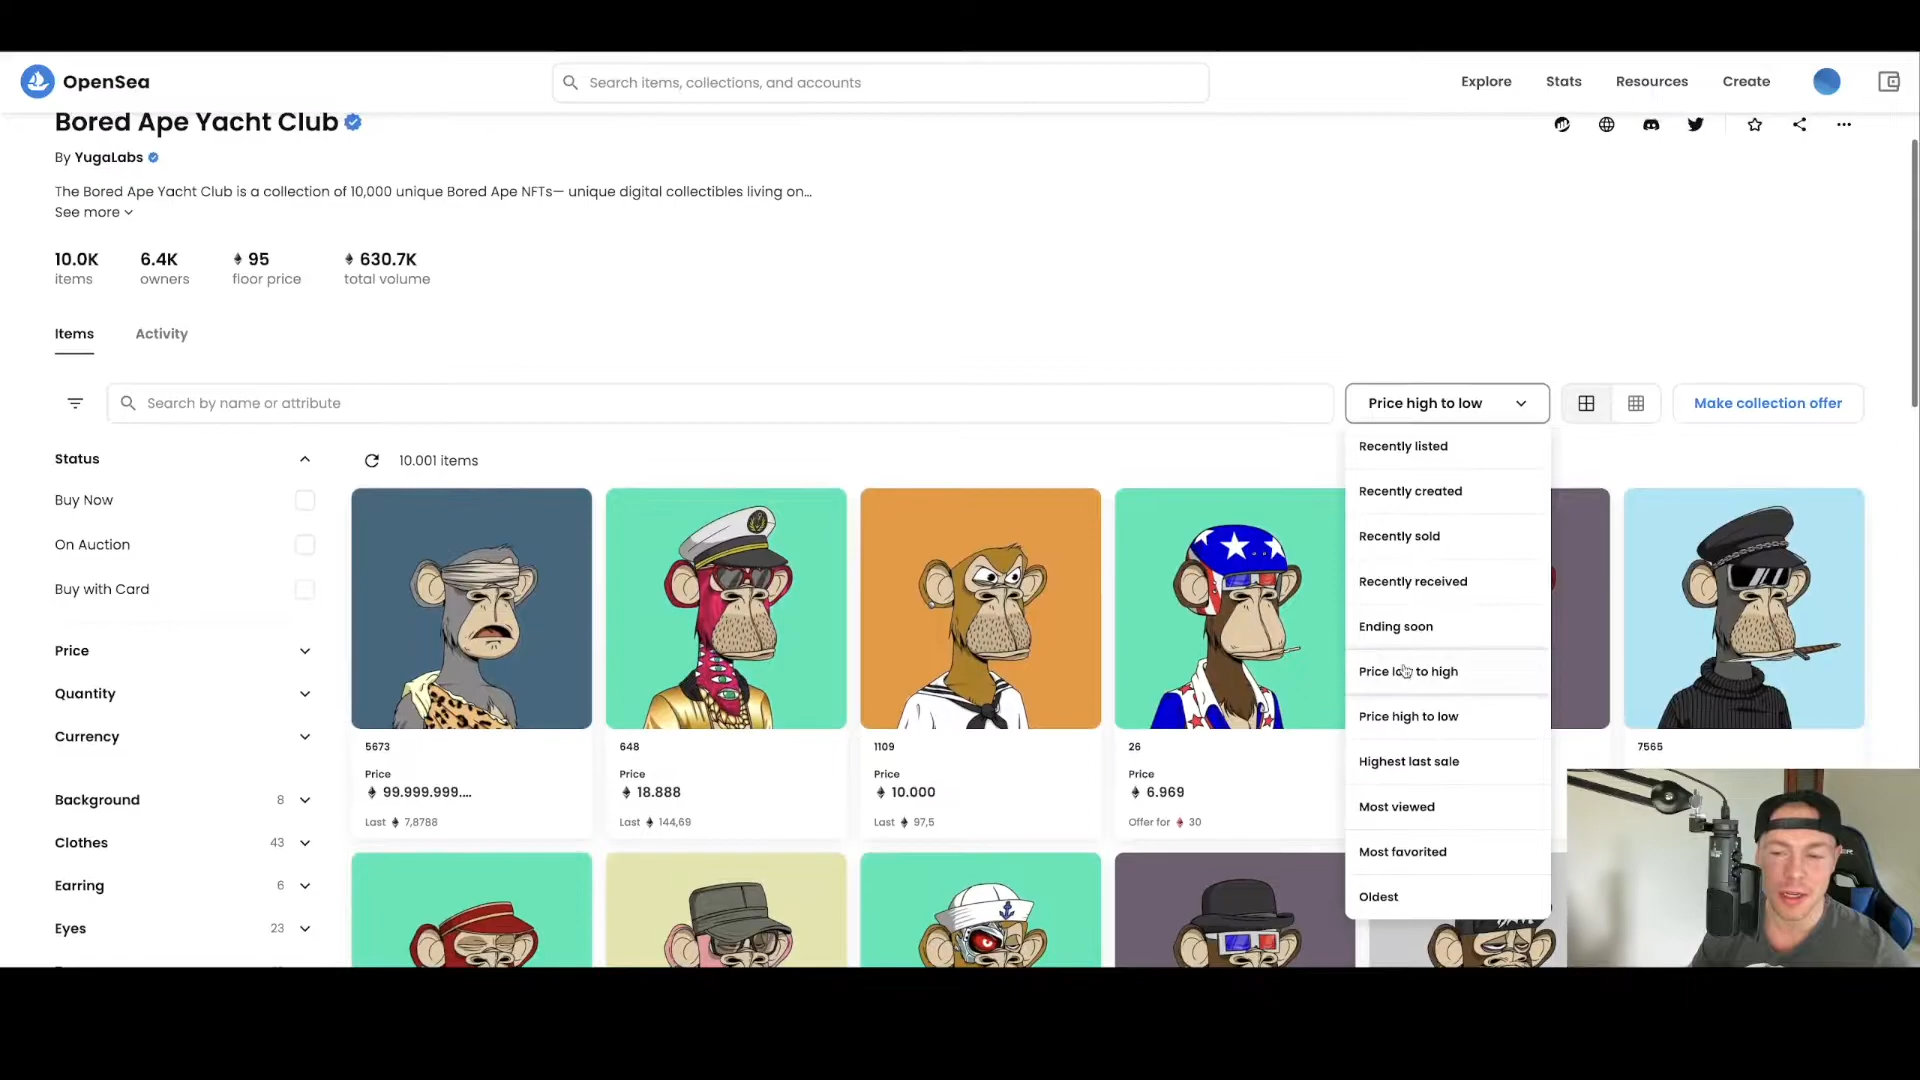 OpenSea
Search items, collections, and accounts
Explore
Stats
Resources
Create
Bored Ape Yacht Club
By YugaLabs
The Bored Ape Yacht Club is a collection of 10,000 unique Bored Ape NFTs— unique digital collectibles living on...
See more
10.0K
items
6.4K
owners
95
floor price
630.7K
total volume
Items
Activity
Search by name or attribute
Price high to low
Make collection offer
Status
Buy Now
On Auction
Buy with Card
Price
Quantity
Currency
Background 8
Clothes 43
Earring 6
Eyes 23
10.001 items
5673
Price
99.999.999....
Last 7,8788
648
Price
18.888
Last 144,69
1109
Price
10.000
Last 97,5
26
Price
6.969
Offer for 30
7565
Recently listed
Recently created
Recently sold
Recently received
Ending soon
Price low to high
Price high to low
Highest last sale
Most viewed
Most favorited
Oldest